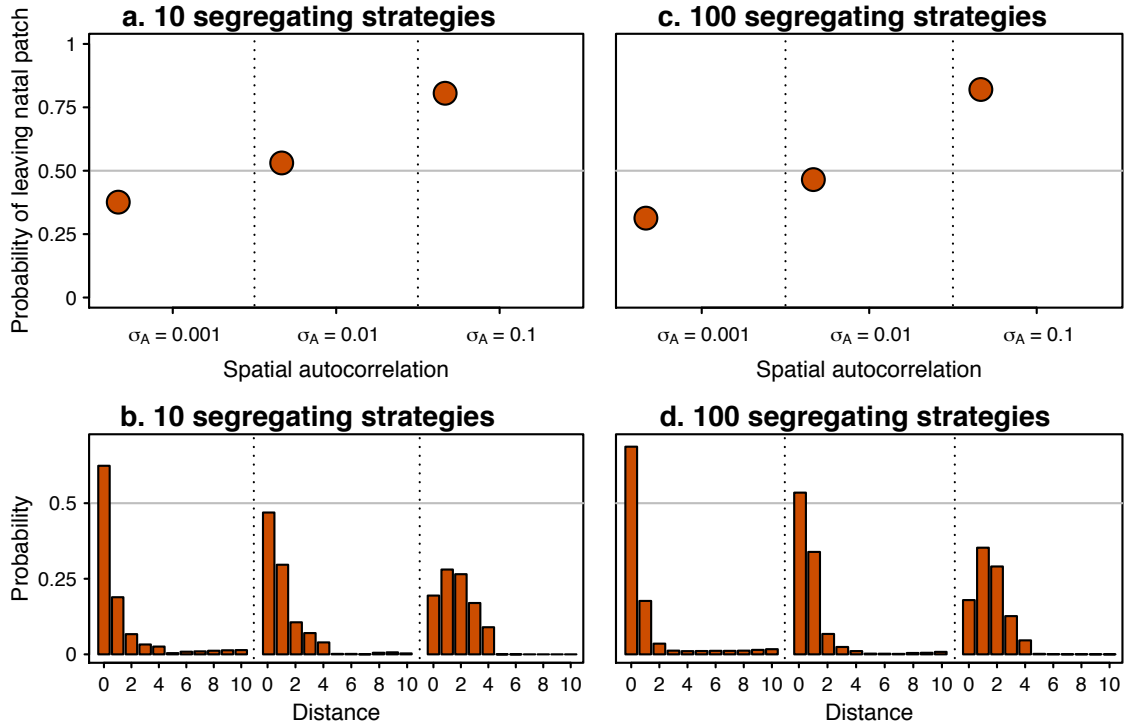 a. 10 segregating strategies
c. 100 segregating strategies
Probability of leaving natal patch
1
0.75
0.50
0.25
0
σA = 0.001
σA = 0.01
σA = 0.1
σA = 0.001
σA = 0.01
σA = 0.1
Spatial autocorrelation
Spatial autocorrelation
b. 10 segregating strategies
d. 100 segregating strategies
Probability
0.5
0.25
0
0 2 4 6 8 10 0 2 4 6 8 10 0 2 4 6 8 10
0 2 4 6 8 10 0 2 4 6 8 10 0 2 4 6 8 10
Distance
Distance